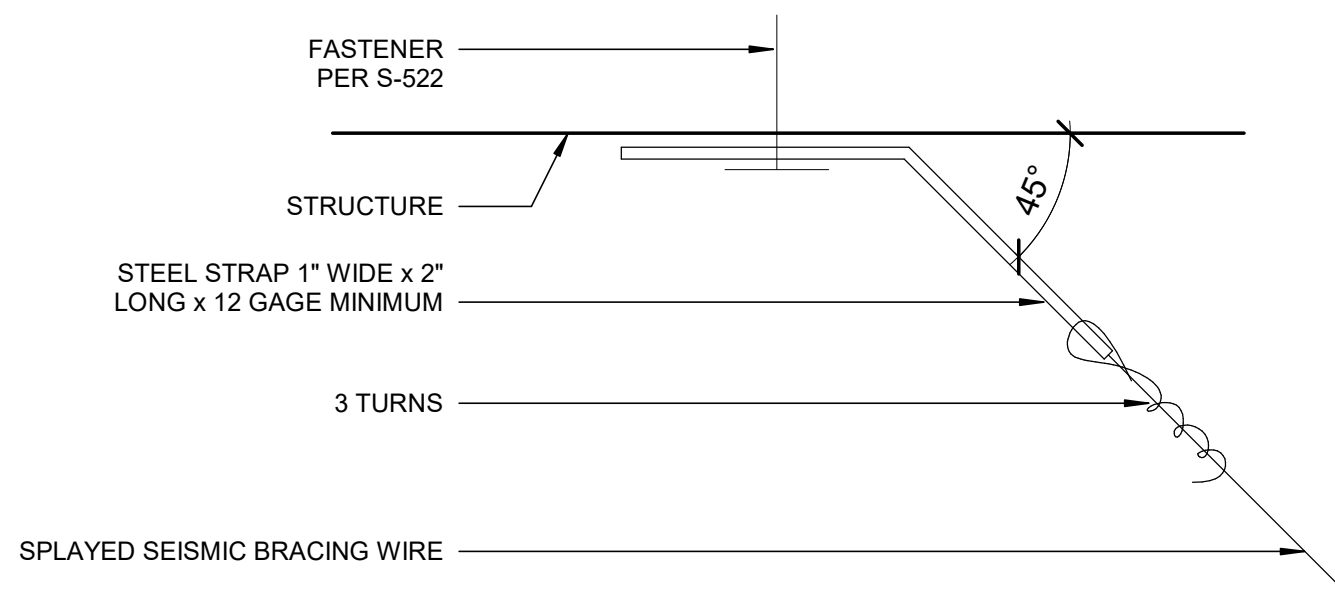 FASTENER
PER S-522
STRUCTURE
45°
STEEL STRAP 1" WIDE x 2"
LONG x 12 GAGE MINIMUM
3 TURNS
SPLAYED SEISMIC BRACING WIRE